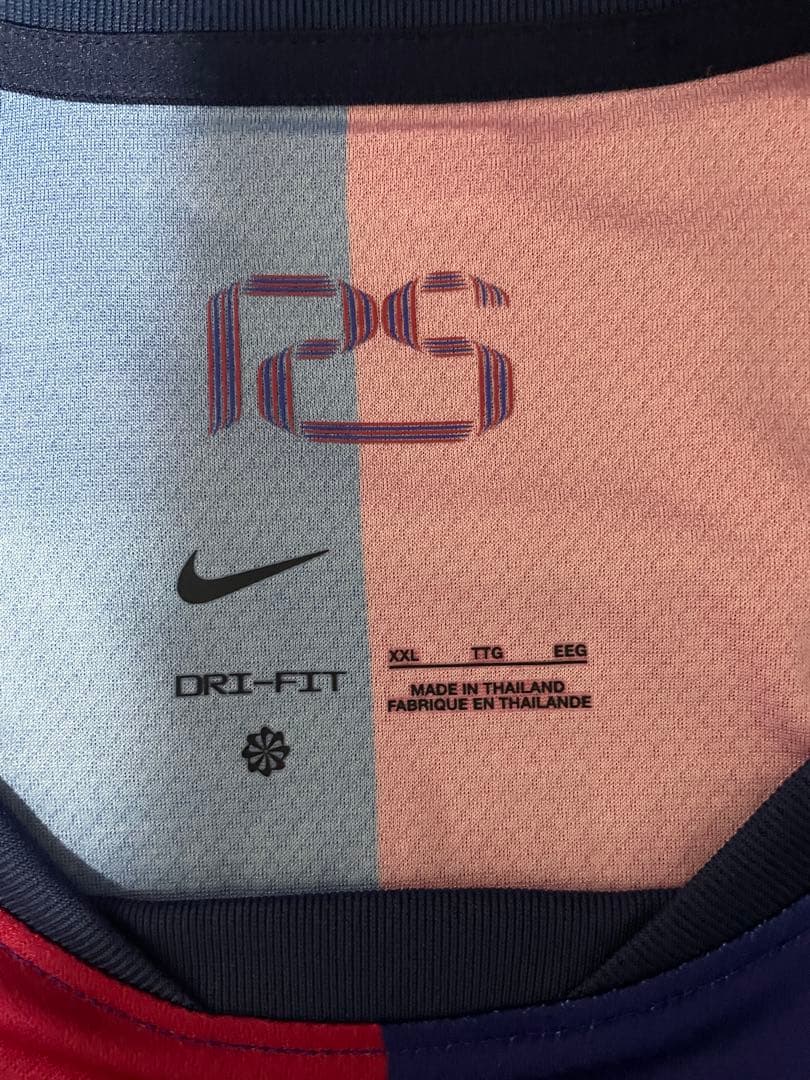 125
DRI-FIT
XXL TTG EEG
MADE IN THAILAND
FABRIQUE EN THAILANDE